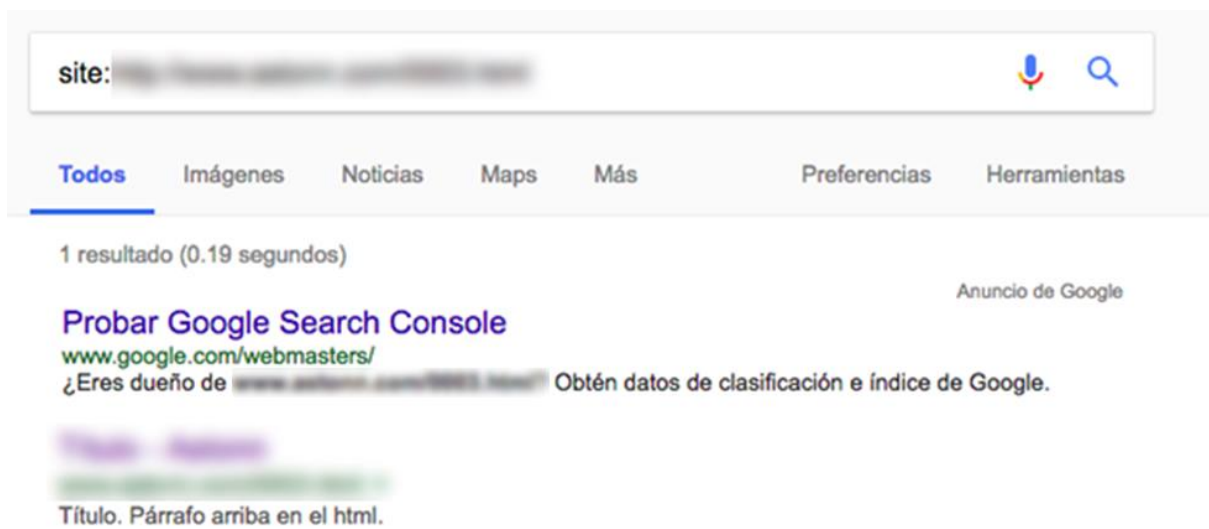 site:
Todos Imágenes Noticias Maps Más Preferencias Herramientas
1 resultado (0.19 segundos)
Anuncio de Google
Probar Google Search Console
www.google.com/webmasters/
¿Eres dueño de Obtén datos de clasificación e índice de Google.
Título. Párrafo arriba en el html.